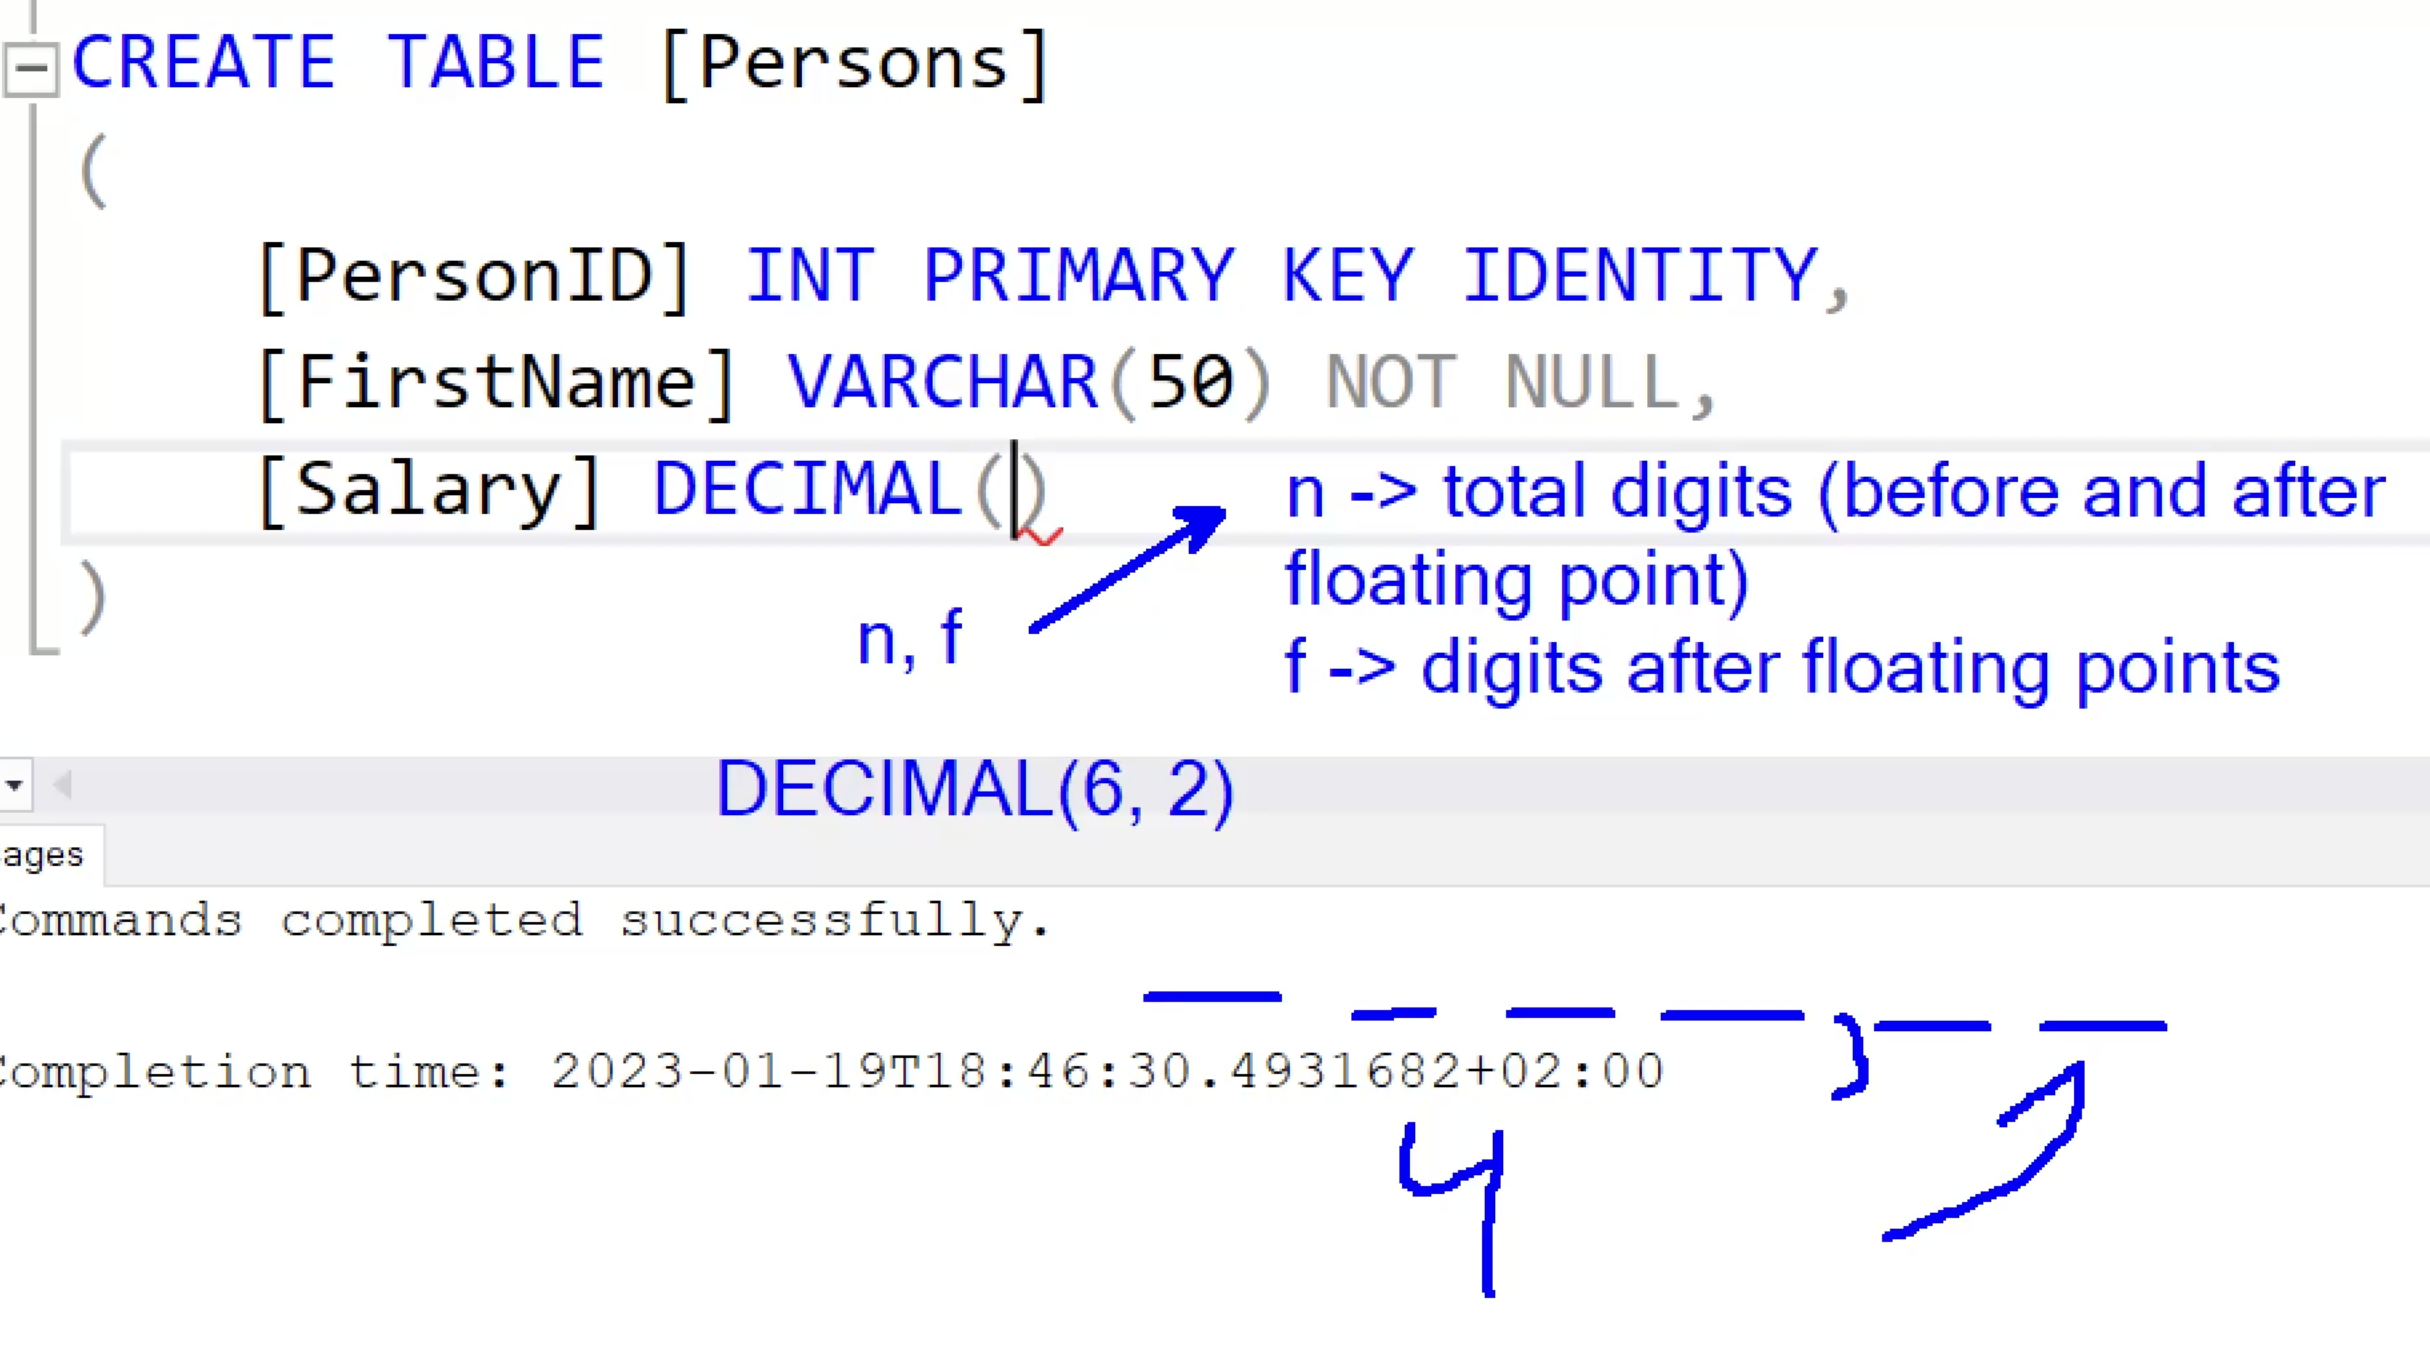 CREATE TABLE [Persons]
(
[PersonID] INT PRIMARY KEY IDENTITY,
[FirstName] VARCHAR(50) NOT NULL,
[Salary] DECIMAL()
n -> total digits (before and after
floating point)
)
n, f
f -> digits after floating points
DECIMAL(6, 2)
ages
Commands completed successfully.
Completion time: 2023-01-19T18:46:30.4931682+02:00
4